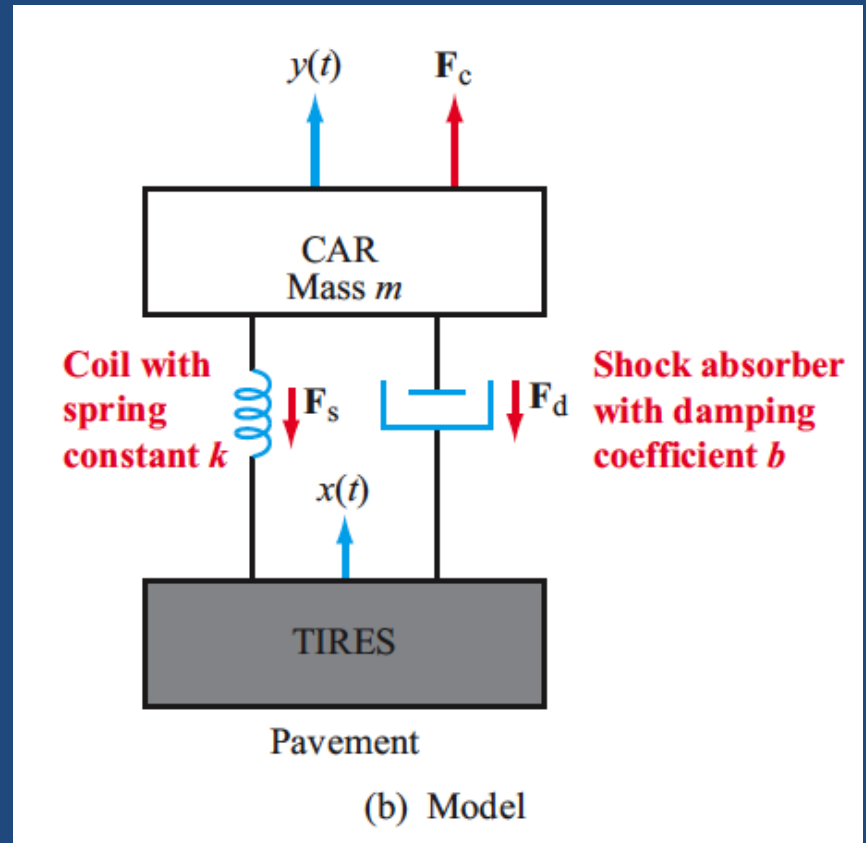 y(t)
Fc
CAR
Mass m
Coil with
spring
constant k
Fs
Fd
Shock absorber
with damping
coefficient b
x(t)
TIRES
Pavement
(b) Model